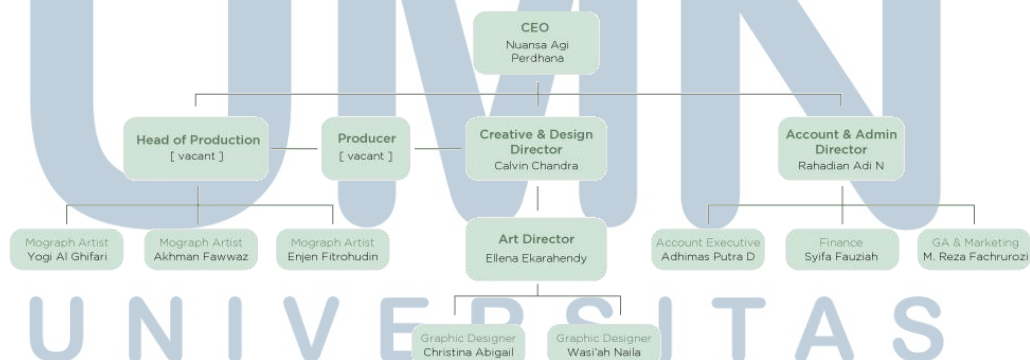 UMN
CEO
Nuansa Agi
Perdhana
Head of Production
[ vacant ]
Producer
[ vacant ]
Creative & Design
Director
Calvin Chandra
Account & Admin
Director
Rahadian Adi N
Mograph Artist
Yogi Al Ghifari
Mograph Artist
Akhman Fawwaz
Mograph Artist
Enjen Fitrohudin
Art Director
Ellena Ekarahendy
Account Executive
Adhimas Putra D
Finance
Syifa Fauziah
GA & Marketing
M. Reza Fachrurozi
Graphic Designer
Christina Abigail
Graphic Designer
Wasi'ah Naila
UNIVERSITAS